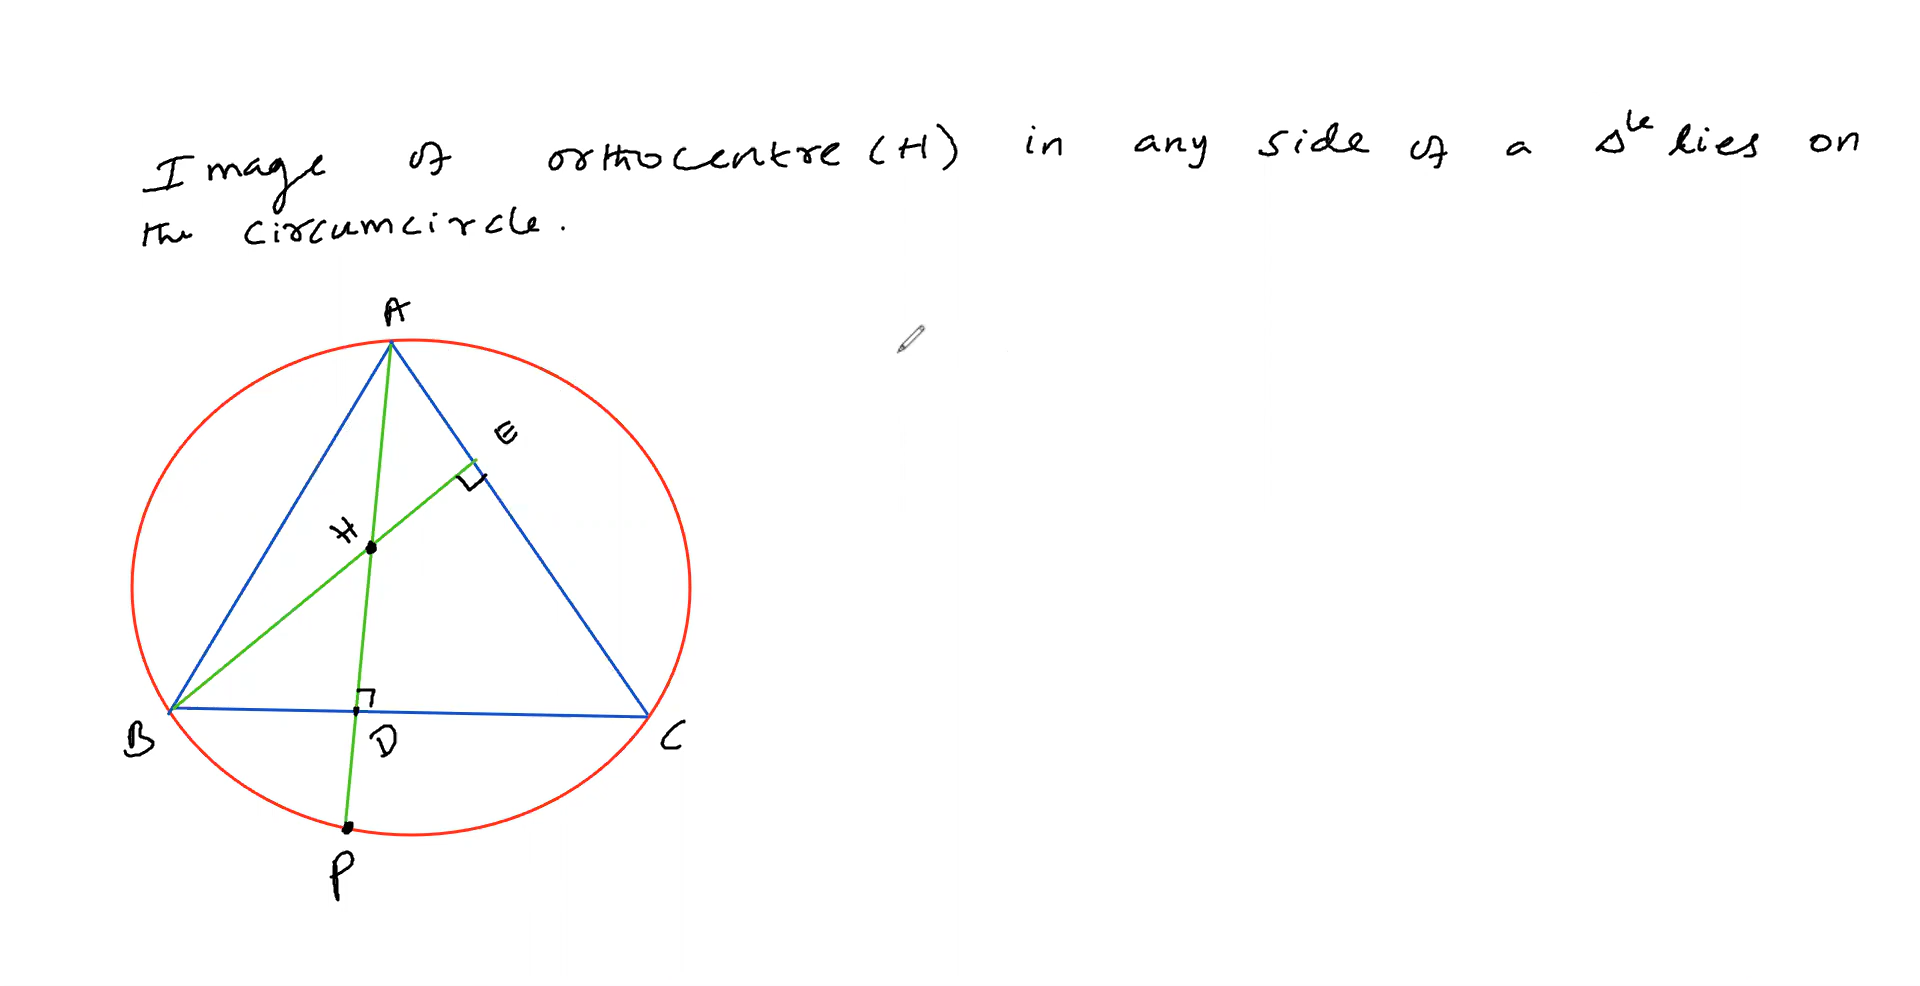 Image of orthocentre (H) in any side of a Δle lies on
the circumcircle.
A
E
H
B
D
C
P